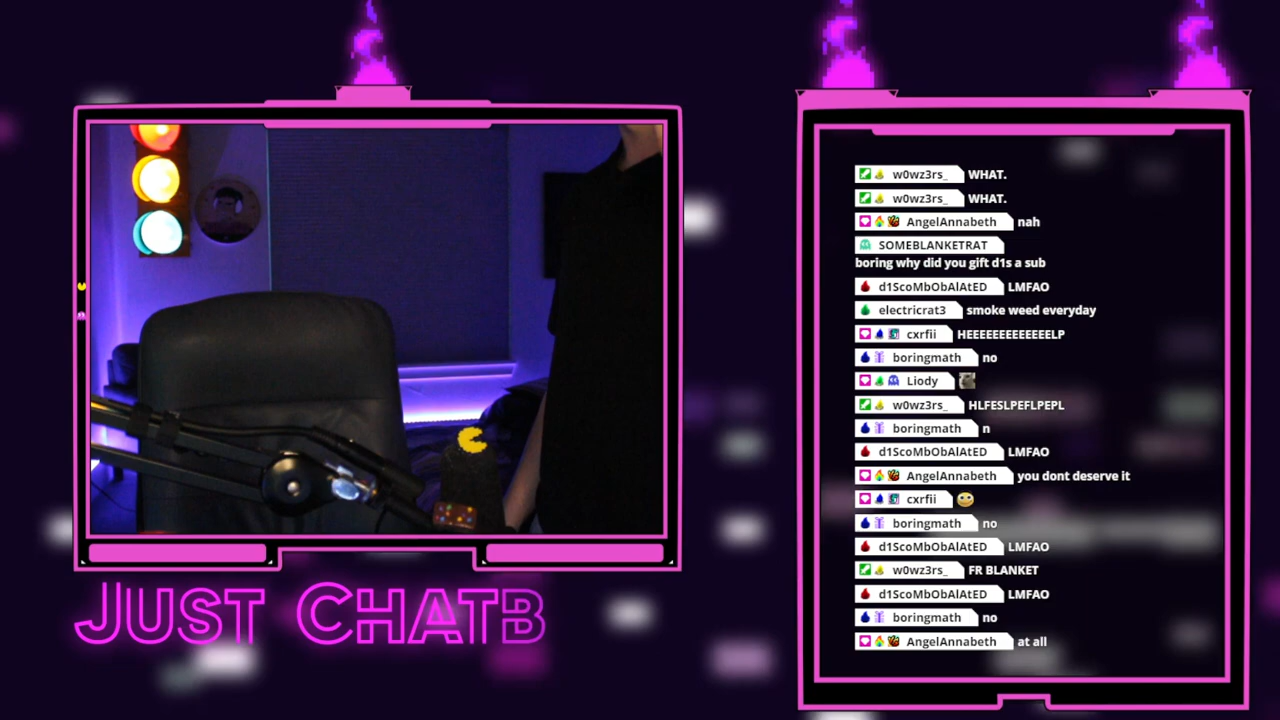 w0wz3rs_ WHAT.
w0wz3rs_ WHAT.
AngelAnnabeth nah
SOMEBLANKETRAT
boring why did you gift d1s a sub
d1ScoMbObAlAtED LMFAO
electricrat3 smoke weed everyday
cxrfii HEEEEEEEEEEEEELP
boringmath no
Liody
w0wz3rs_ HLFESLPEFLPEPL
boringmath n
d1ScoMbObAlAtED LMFAO
AngelAnnabeth you dont deserve it
cxrfii
boringmath no
d1ScoMbObAlAtED LMFAO
w0wz3rs_ FR BLANKET
d1ScoMbObAlAtED LMFAO
boringmath no
AngelAnnabeth at all
JUST CHATB